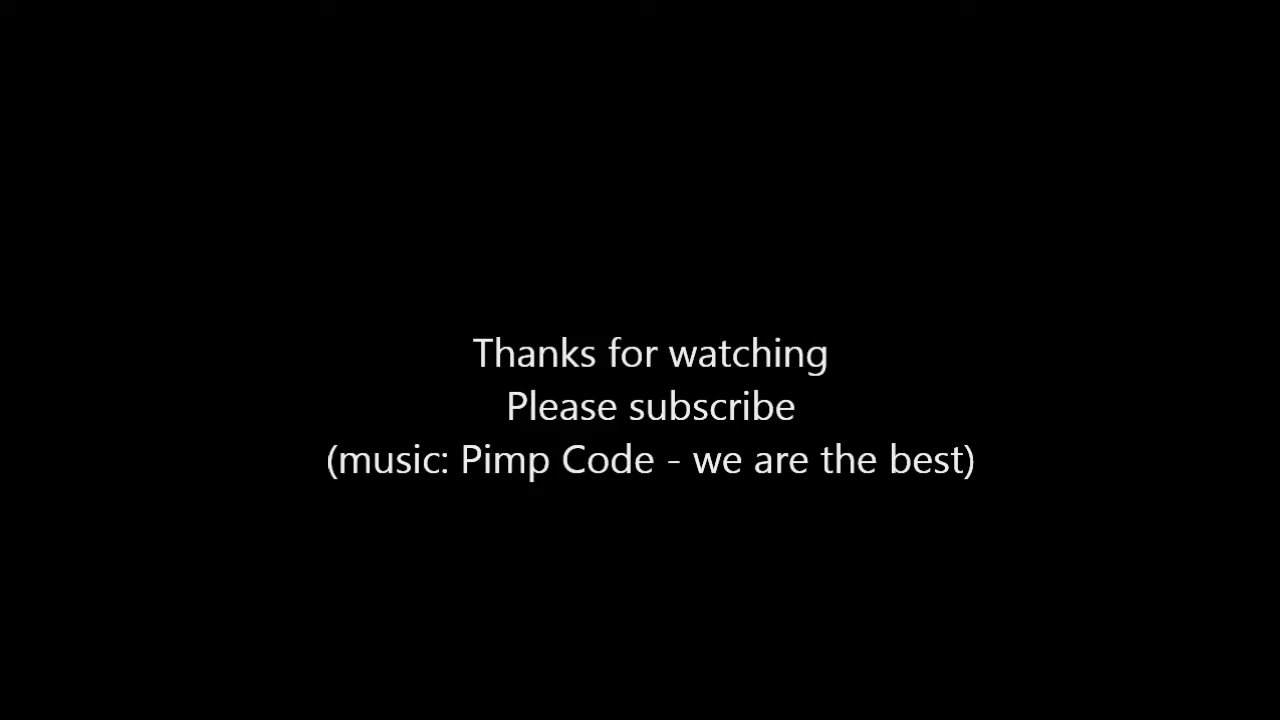 Thanks for watching
Please subscribe
(music: Pimp Code - we are the best)